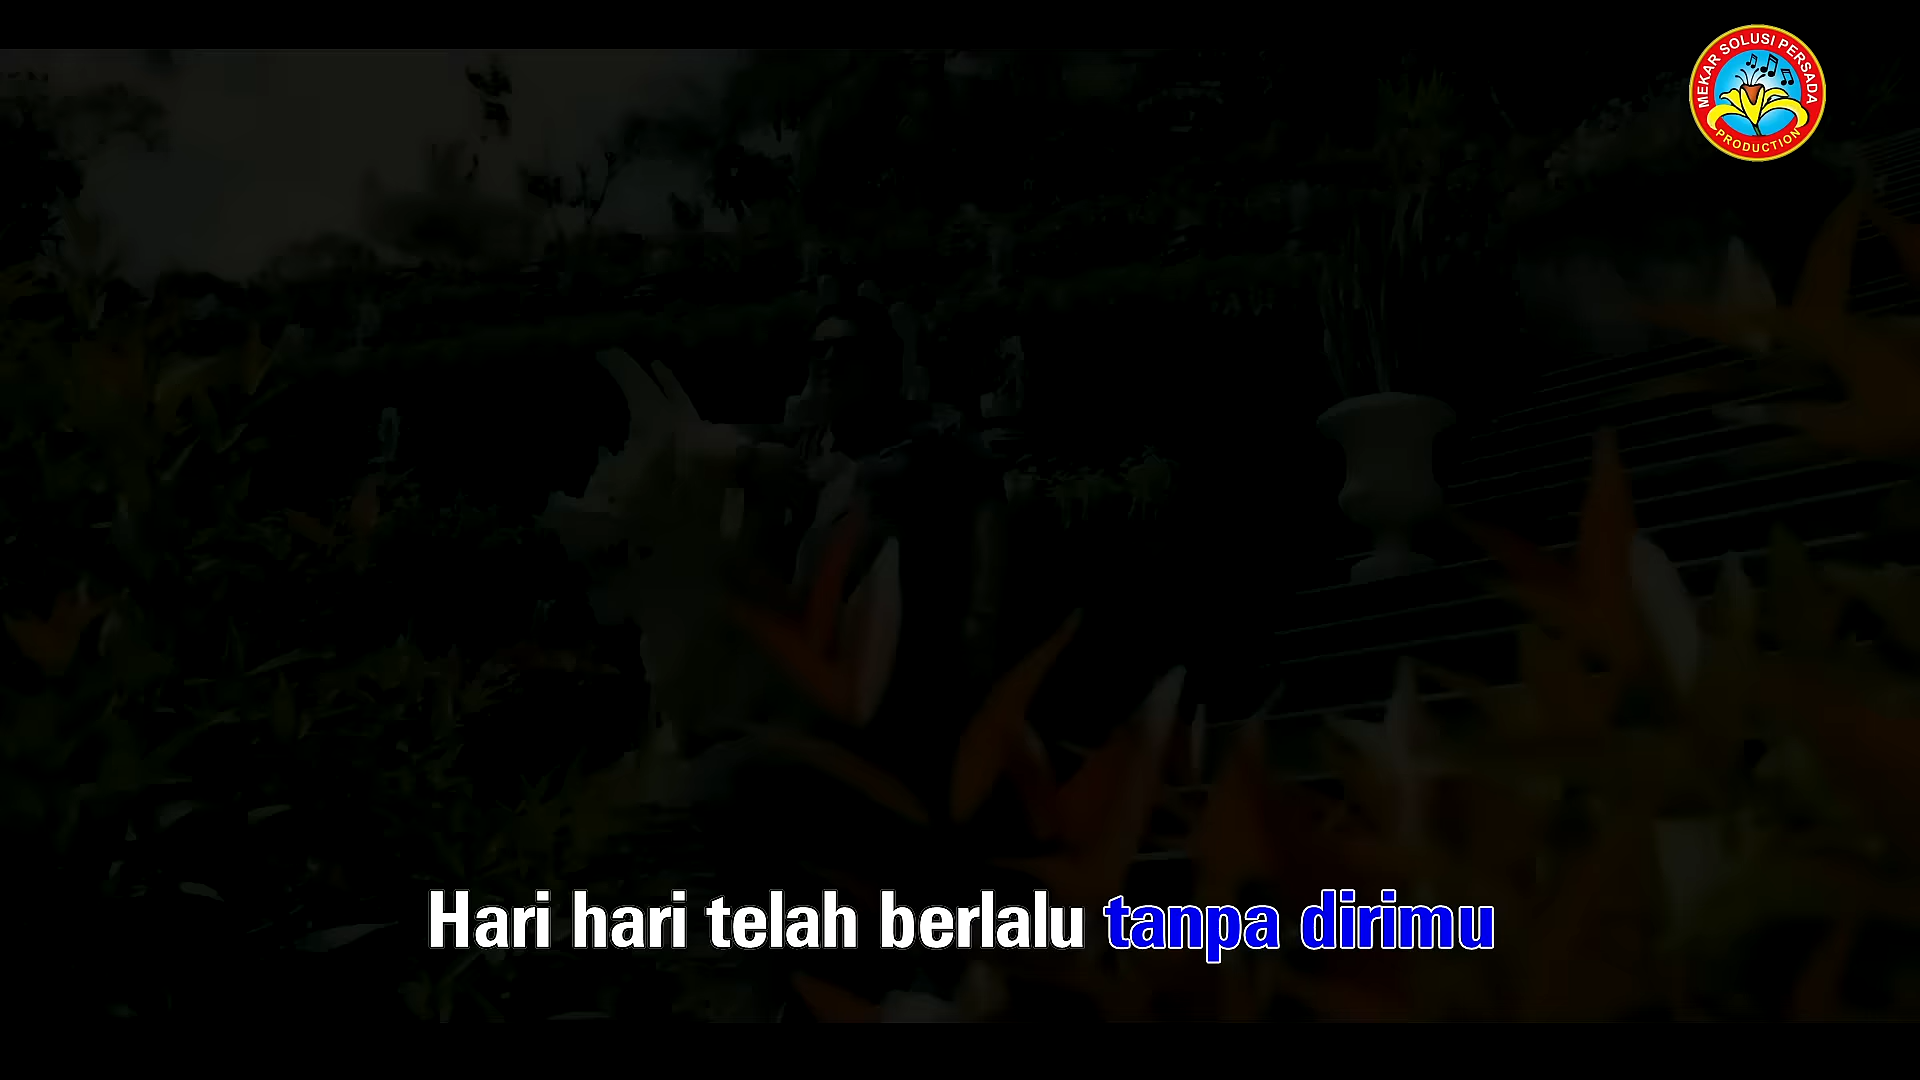 MEKAR SOLUSI PERSADA
PRODUCTION
Hari hari telah berlalu tanpa dirimu